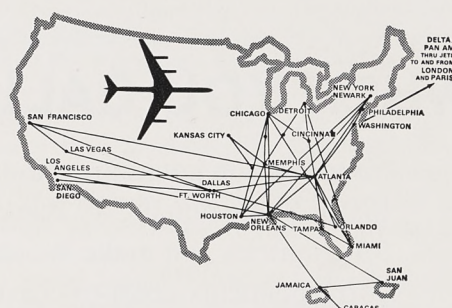 DELTA
PAN AM
THRU JETS
TO AND FROM
LONDON
AND PARIS
NEW YORK
NEWARK
DETROIT
CHICAGO
PHILADELPHIA
SAN FRANCISCO
WASHINGTON
KANSAS CITY
CINCINNATI
LAS VEGAS
MEMPHIS
LOS
ANGELES
ATLANTA
DALLAS
SAN
DIEGO
FT. WORTH
HOUSTON
NEW
ORLEANS
TAMPA
ORLANDO
MIAMI
SAN
JUAN
JAMAICA
CARACAS